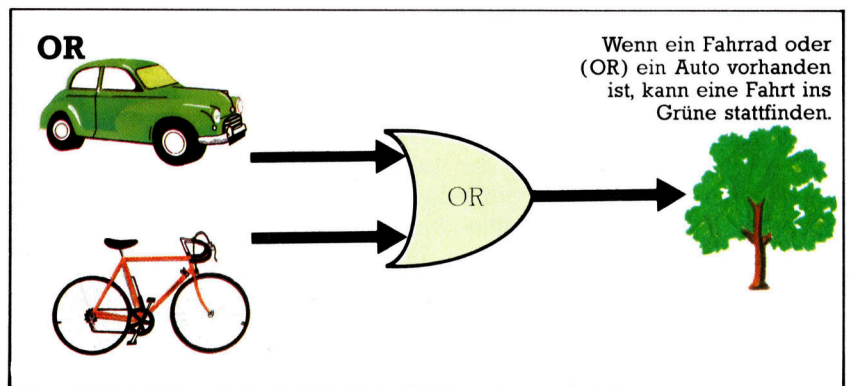 OR
Wenn ein Fahrrad oder
(OR) ein Auto vorhanden
ist, kann eine Fahrt ins
Grüne stattfinden.
OR